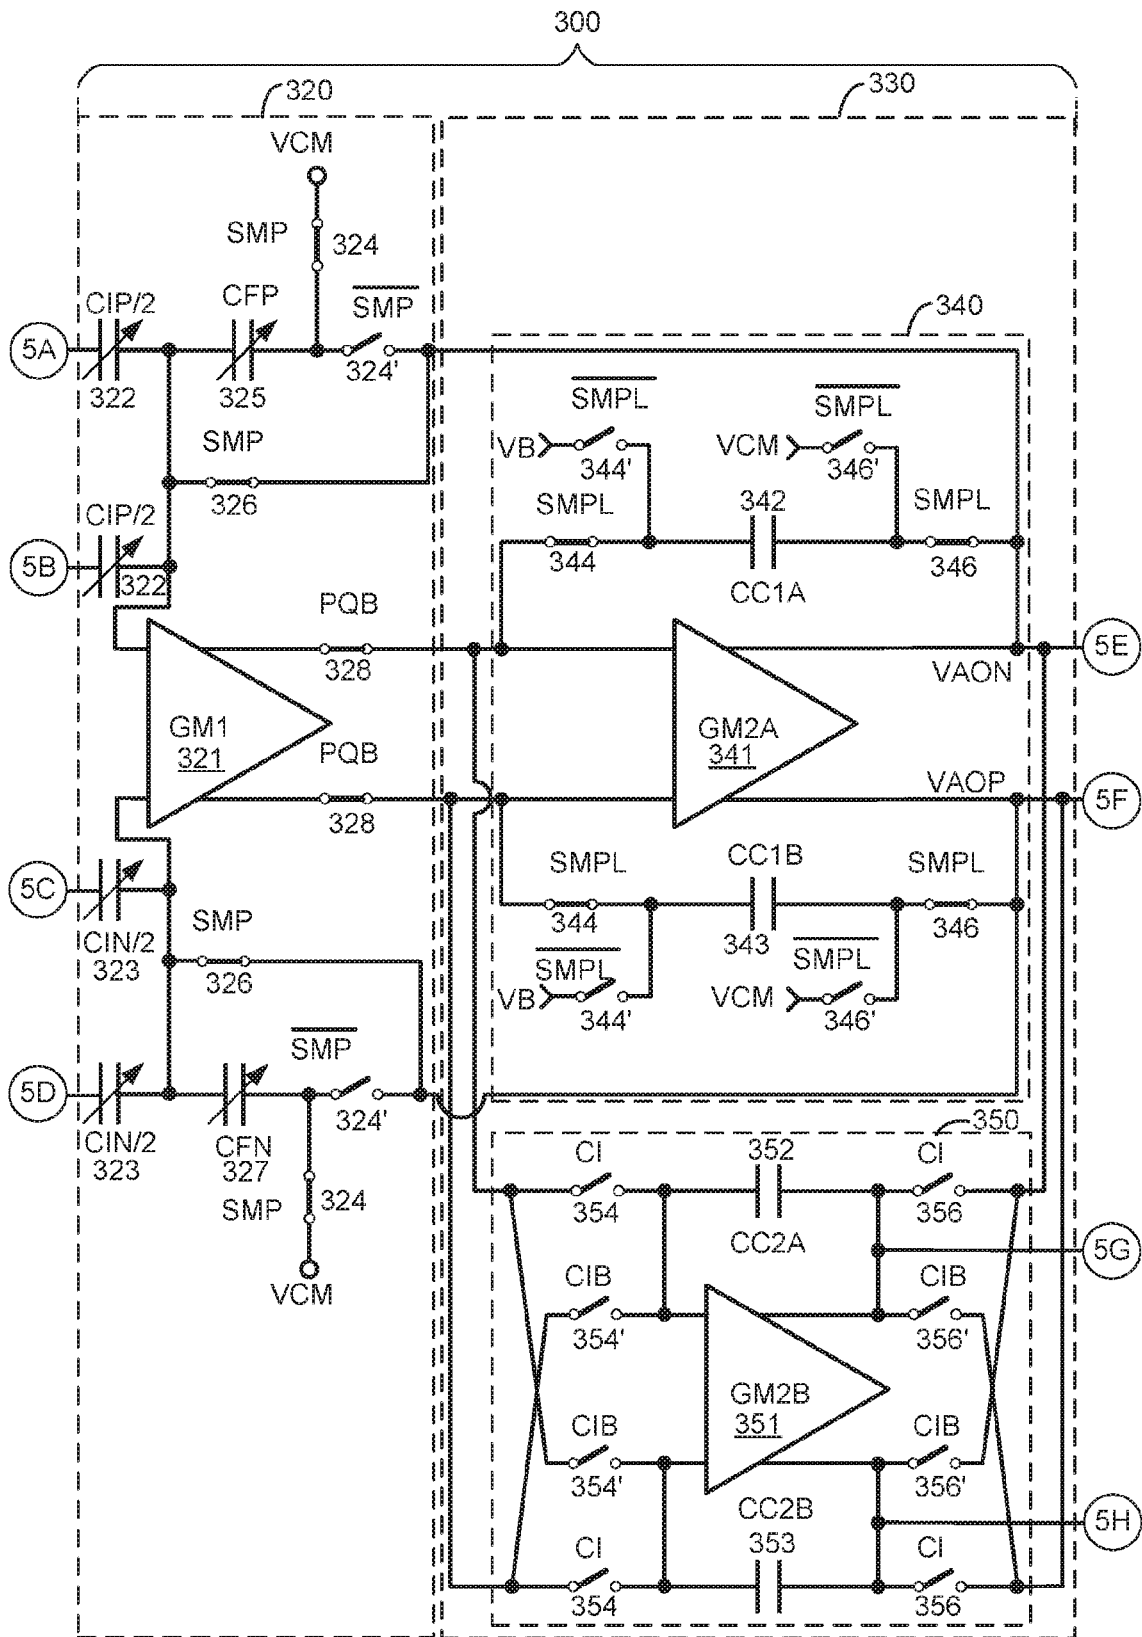 300
320
330
VCM
SMP
324
CIP/2
CFP
SMP
340
5A
322
325
324'
SMPL
SMPL
VB
344'
VCM
346'
SMP
326
SMPL
342
SMPL
CIP/2
5B
322
344
CC1A
346
PQB
328
5E
VAON
GM1
321
PQB
GM2A
341
VAOP
328
5F
SMPL
CC1B
SMPL
5C
CIN/2
323
SMP
326
344
343
346
SMPL
SMPL
VB
344'
VCM
346'
SMP
5D
324'
CIN/2
323
CFN
327
SMP
324
VCM
350
CI
352
CI
354
CC2A
356
5G
CIB
CIB
354'
356'
GM2B
351
CIB
CIB
354'
356'
CC2B
353
5H
CI
CI
354
356